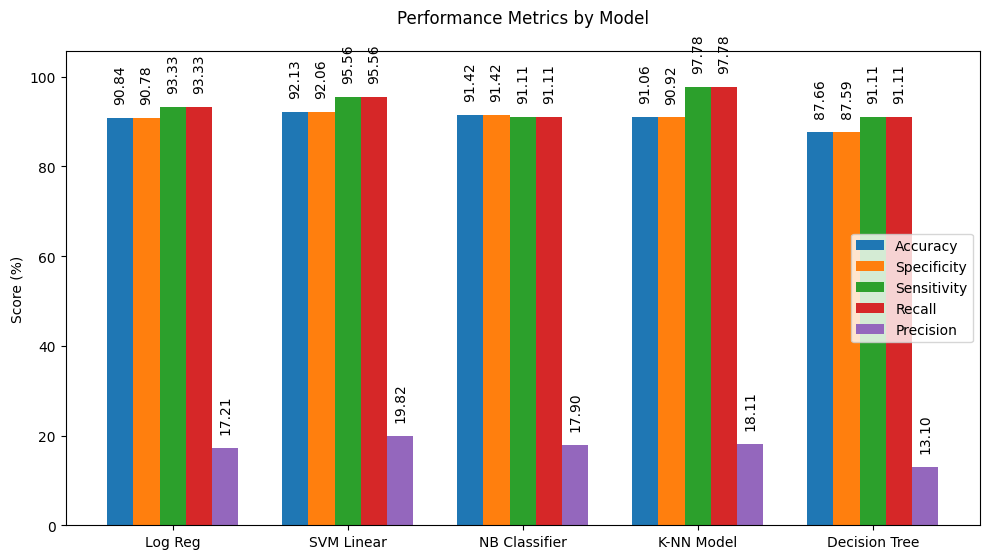 Performance Metrics by Model
Score (%)
100
80
60
40
20
0
90.84
90.78
93.33
93.33
17.21
92.13
92.06
95.56
95.56
19.82
91.42
91.42
91.11
91.11
17.90
91.06
90.92
97.78
97.78
18.11
87.66
87.59
91.11
91.11
13.10
Accuracy
Specificity
Sensitivity
Recall
Precision
Log Reg
SVM Linear
NB Classifier
K-NN Model
Decision Tree